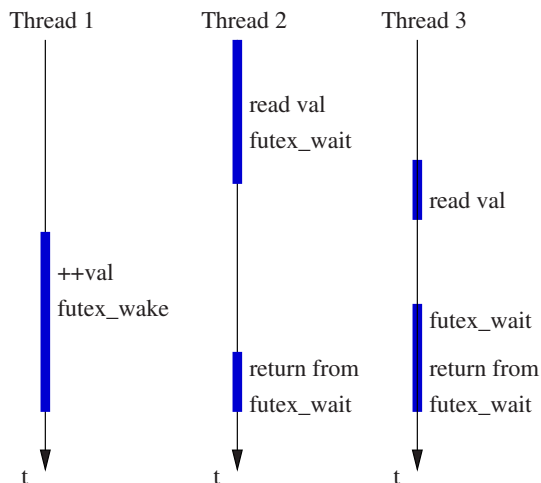 Thread 1
Thread 2
Thread 3
read val
futex_wait
read val
++val
futex_wake
futex_wait
return from
futex_wait
return from
futex_wait
t
t
t